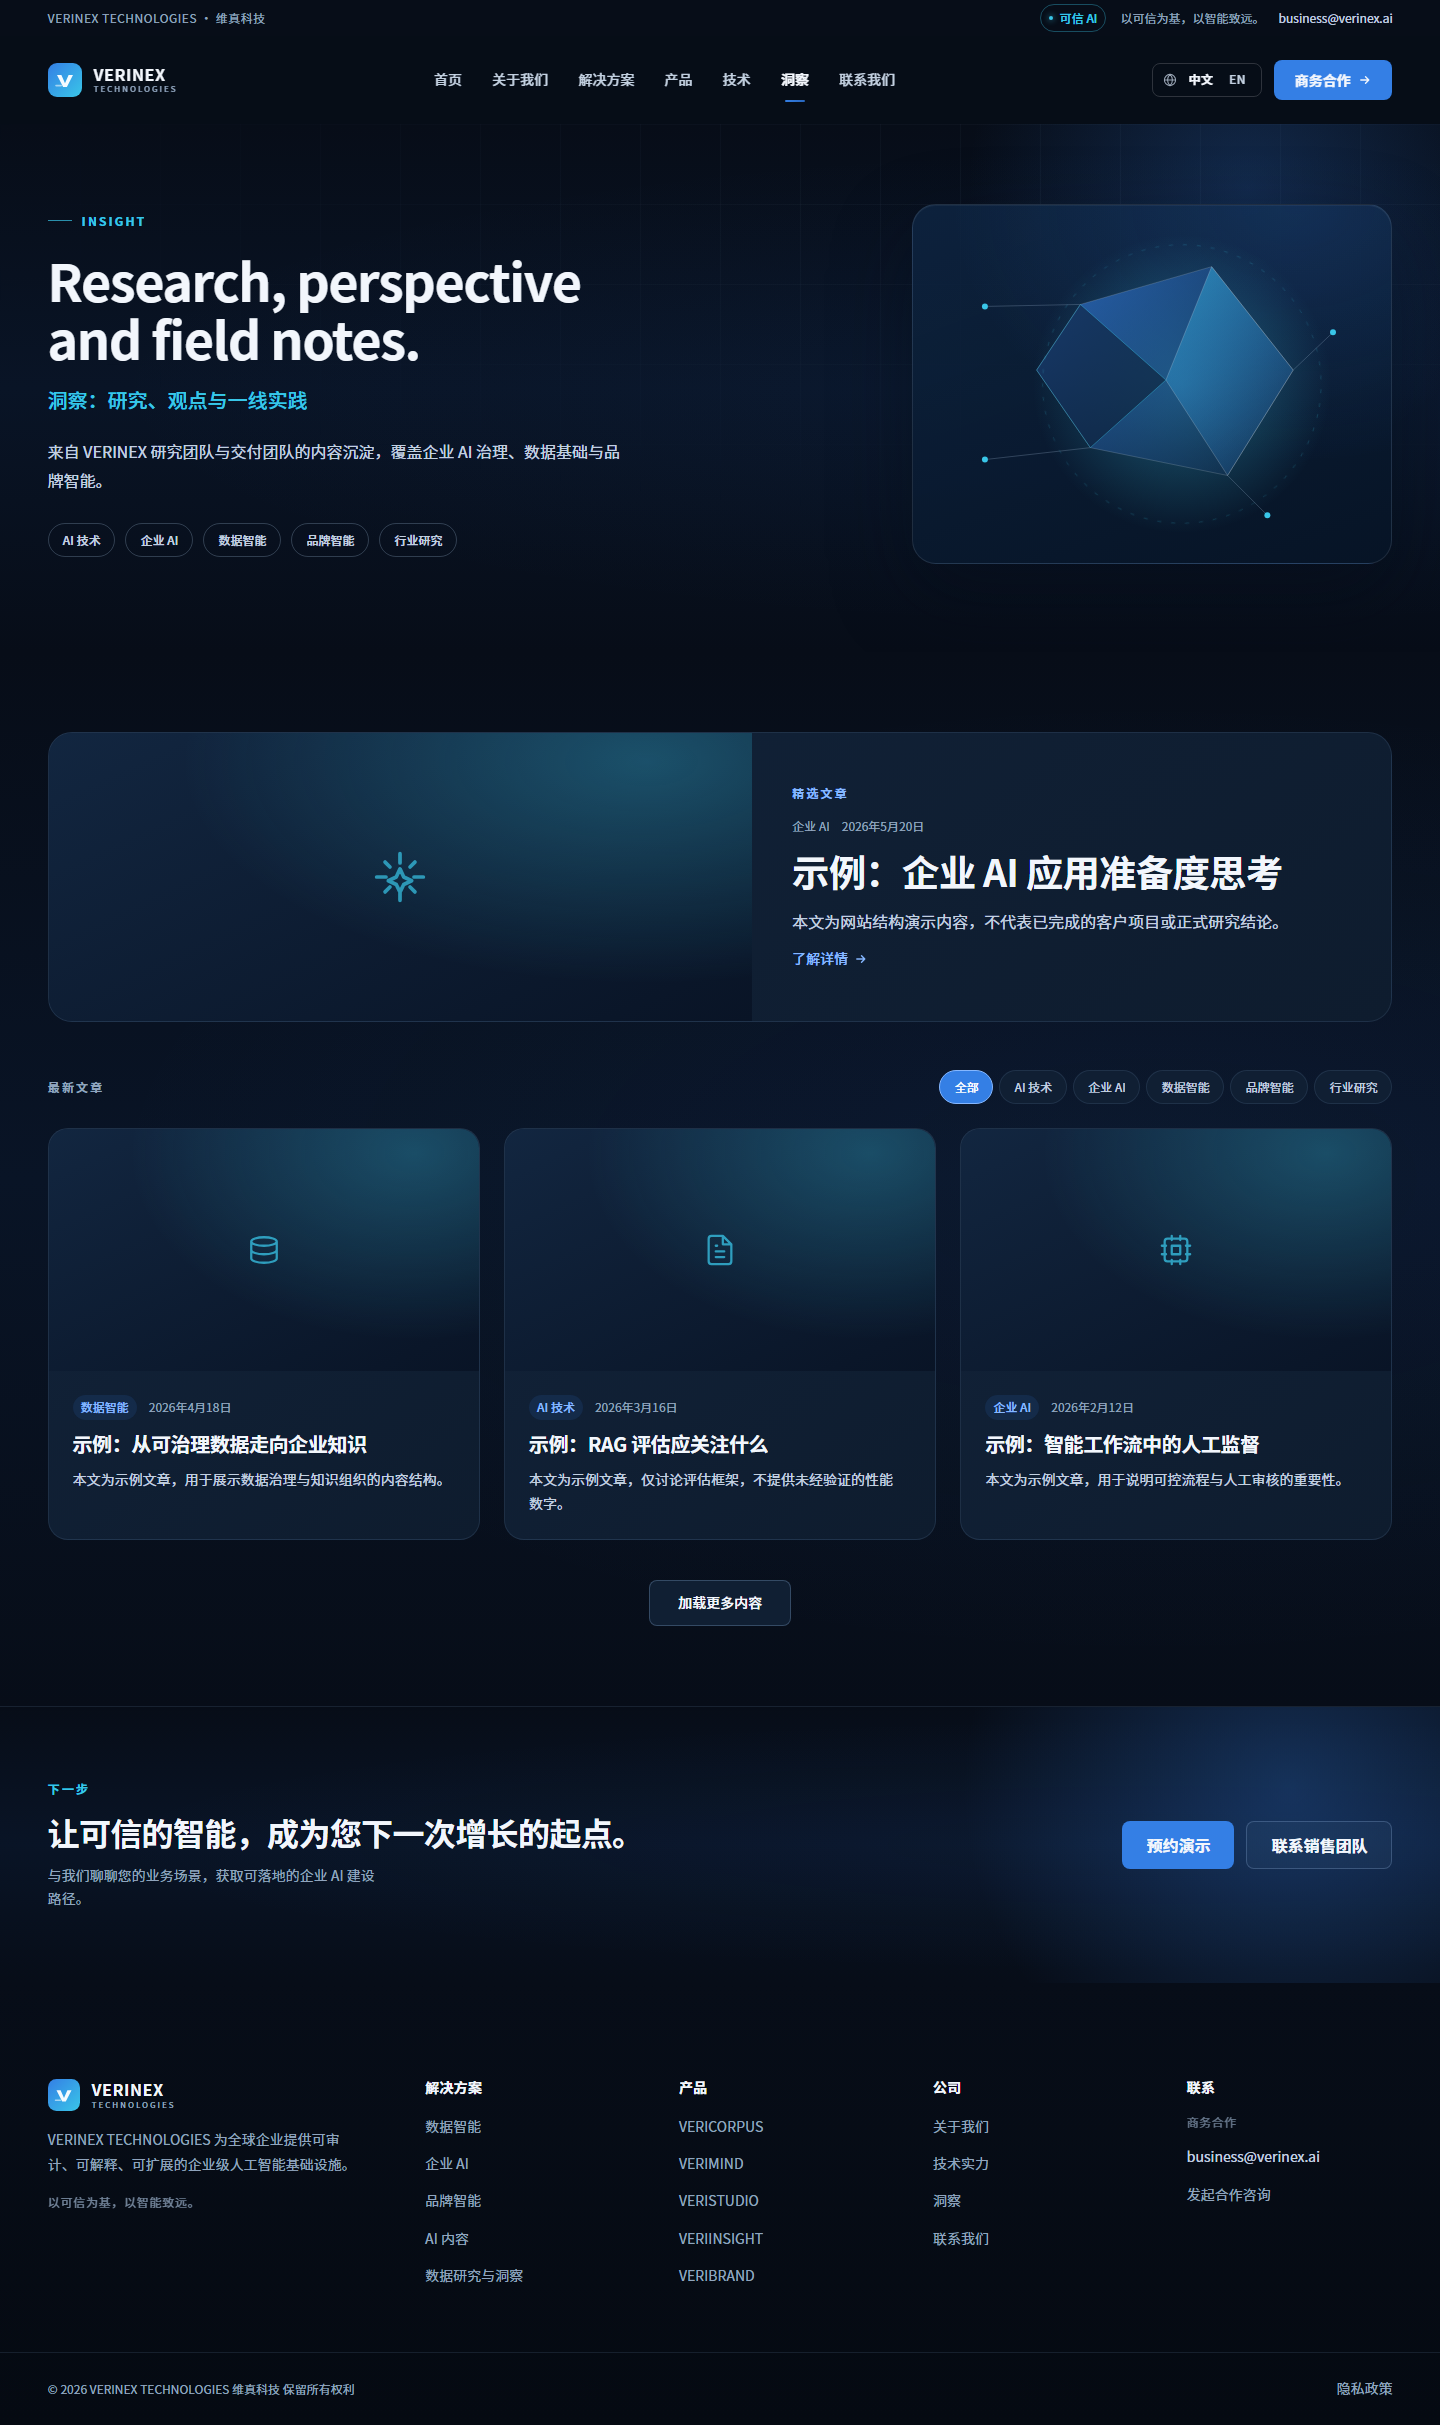 VERINEX TECHNOLOGIES • 维真科技
可信 AI
以可信为基，以智能致远。
business@verinex.ai
VERINEX
TECHNOLOGIES
首页
关于我们
解决方案
产品
技术
洞察
联系我们
中文
EN
商务合作 →
INSIGHT
Research, perspective
and field notes.
洞察：研究、观点与一线实践
来自 VERINEX 研究团队与交付团队的内容沉淀，覆盖企业 AI 治理、数据基础与品
牌智能。
AI 技术
企业 AI
数据智能
品牌智能
行业研究
精选文章
企业 AI 2026年5月20日
示例：企业 AI 应用准备度思考
本文为网站结构演示内容，不代表已完成的客户项目或正式研究结论。
了解详情 →
最新文章
全部
AI 技术
企业 AI
数据智能
品牌智能
行业研究
数据智能 2026年4月18日
示例：从可治理数据走向企业知识
本文为示例文章，用于展示数据治理与知识组织的内容结构。
AI 技术 2026年3月16日
示例：RAG 评估应关注什么
本文为示例文章，仅讨论评估框架，不提供未经验证的性能
数字。
企业 AI 2026年2月12日
示例：智能工作流中的人工监督
本文为示例文章，用于说明可控流程与人工审核的重要性。
加载更多内容
下一步
让可信的智能，成为您下一次增长的起点。
与我们聊聊您的业务场景，获取可落地的企业 AI 建设
路径。
预约演示
联系销售团队
VERINEX
TECHNOLOGIES
VERINEX TECHNOLOGIES 为全球企业提供可审
计、可解释、可扩展的企业级人工智能基础设施。
以可信为基，以智能致远。
解决方案
数据智能
企业 AI
品牌智能
AI 内容
数据研究与洞察
产品
VERICORPUS
VERIMIND
VERISTUDIO
VERIINSIGHT
VERIBRAND
公司
关于我们
技术实力
洞察
联系我们
联系
商务合作
business@verinex.ai
发起合作咨询
© 2026 VERINEX TECHNOLOGIES 维真科技 保留所有权利
隐私政策